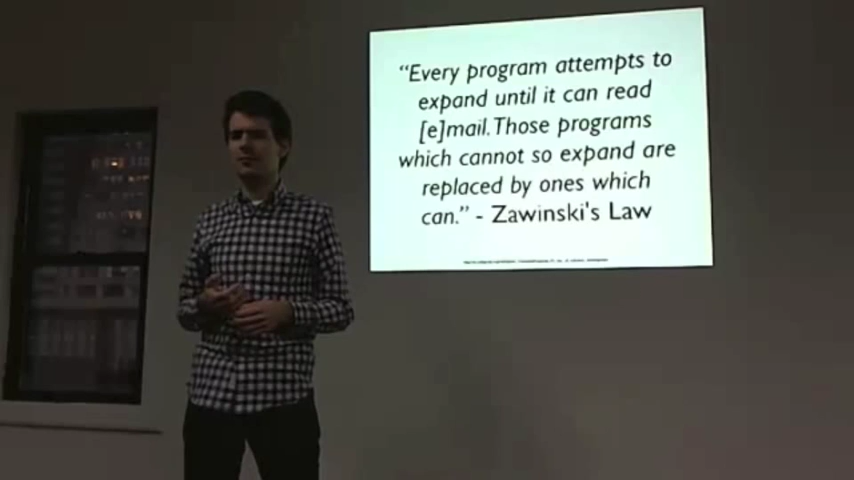 “Every program attempts to
expand until it can read
[e]mail. Those programs
which cannot so expand are
replaced by ones which
can.” - Zawinski's Law